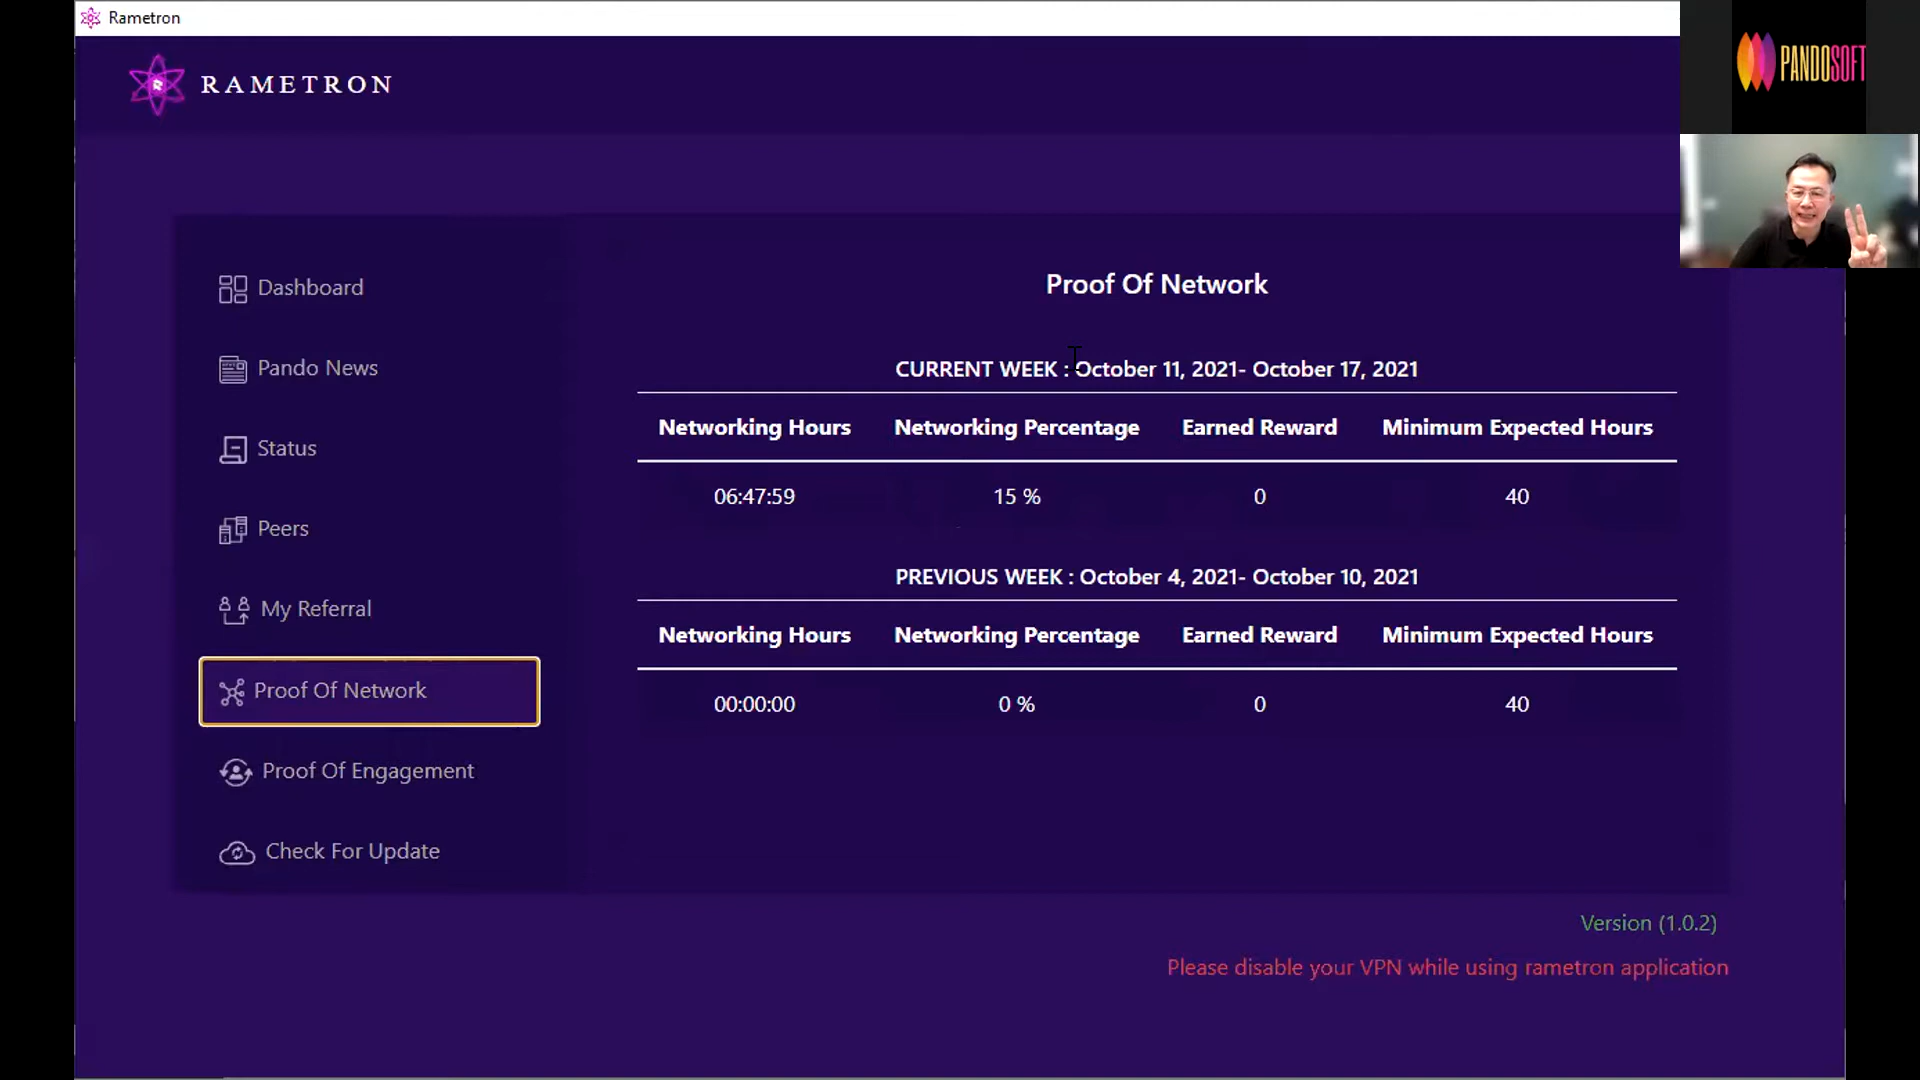 Rametron
RAMETRON
PANDOSOFT
Dashboard
Pando News
Status
Peers
My Referral
Proof Of Network
Proof Of Engagement
Check For Update
Proof Of Network
CURRENT WEEK : October 11, 2021- October 17, 2021
Networking Hours Networking Percentage Earned Reward Minimum Expected Hours
06:47:59 15 % 0 40
PREVIOUS WEEK : October 4, 2021- October 10, 2021
Networking Hours Networking Percentage Earned Reward Minimum Expected Hours
00:00:00 0 % 0 40
Version (1.0.2)
Please disable your VPN while using rametron application